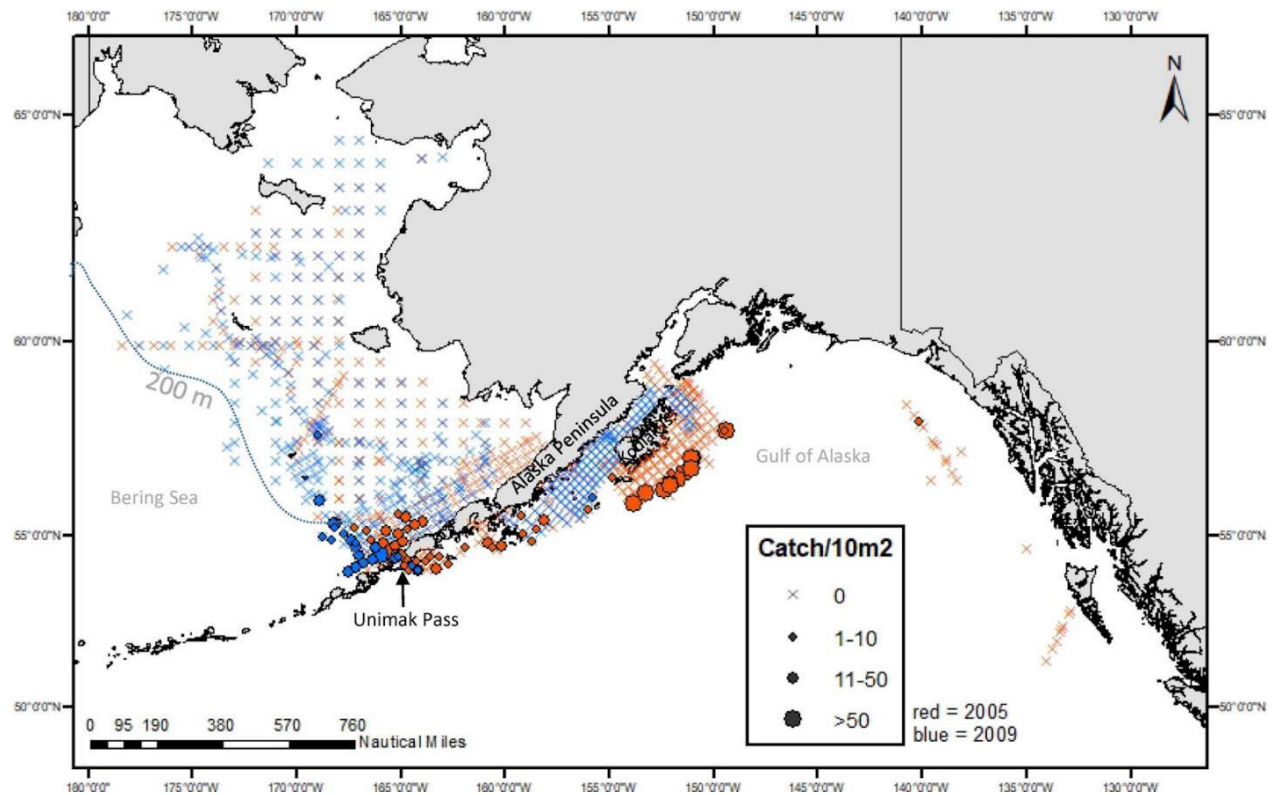 180°0'0"W 175°0'0"W 170°0'0"W 165°0'0"W 160°0'0"W 155°0'0"W 150°0'0"W 145°0'0"W 140°0'0"W 135°0'0"W 130°0'0"W
N
65°0'0"N 65°0'0"N
60°0'0"N 60°0'0"N
200 m
Alaska Peninsula
Kodiak Is
Gulf of Alaska
Bering Sea
55°0'0"N 55°0'0"N
Unimak Pass
Catch/10m2
0
1-10
11-50
>50
red = 2005
blue = 2009
50°0'0"N 50°0'0"N
0 95 190 380 570 760
Nautical Miles
180°0'0"W 175°0'0"W 170°0'0"W 165°0'0"W 160°0'0"W 155°0'0"W 150°0'0"W 145°0'0"W 140°0'0"W 135°0'0"W 130°0'0"W